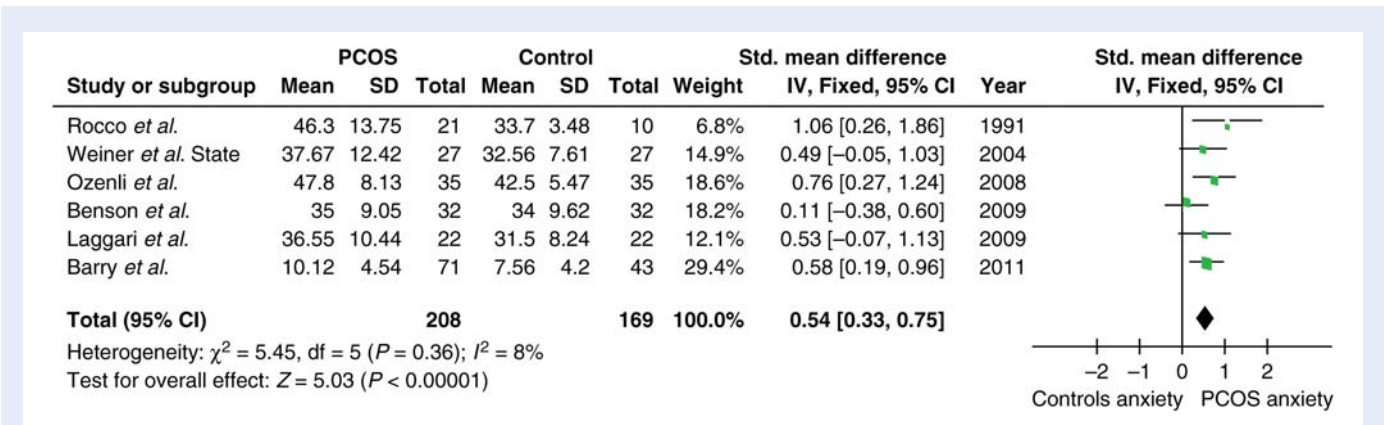 PCOS Control Std. mean difference Std. mean difference
Study or subgroup Mean SD Total Mean SD Total Weight IV, Fixed, 95% CI Year IV, Fixed, 95% CI
Rocco et al. 46.3 13.75 21 33.7 3.48 10 6.8% 1.06 [0.26, 1.86] 1991
Weiner et al. State 37.67 12.42 27 32.56 7.61 27 14.9% 0.49 [–0.05, 1.03] 2004
Ozenli et al. 47.8 8.13 35 42.5 5.47 35 18.6% 0.76 [0.27, 1.24] 2008
Benson et al. 35 9.05 32 34 9.62 32 18.2% 0.11 [–0.38, 0.60] 2009
Laggari et al. 36.55 10.44 22 31.5 8.24 22 12.1% 0.53 [–0.07, 1.13] 2009
Barry et al. 10.12 4.54 71 7.56 4.2 43 29.4% 0.58 [0.19, 0.96] 2011
Total (95% CI) 208 169 100.0% 0.54 [0.33, 0.75]
Heterogeneity: χ² = 5.45, df = 5 (P = 0.36); I² = 8%
Test for overall effect: Z = 5.03 (P < 0.00001)
–2 –1 0 1 2
Controls anxiety PCOS anxiety